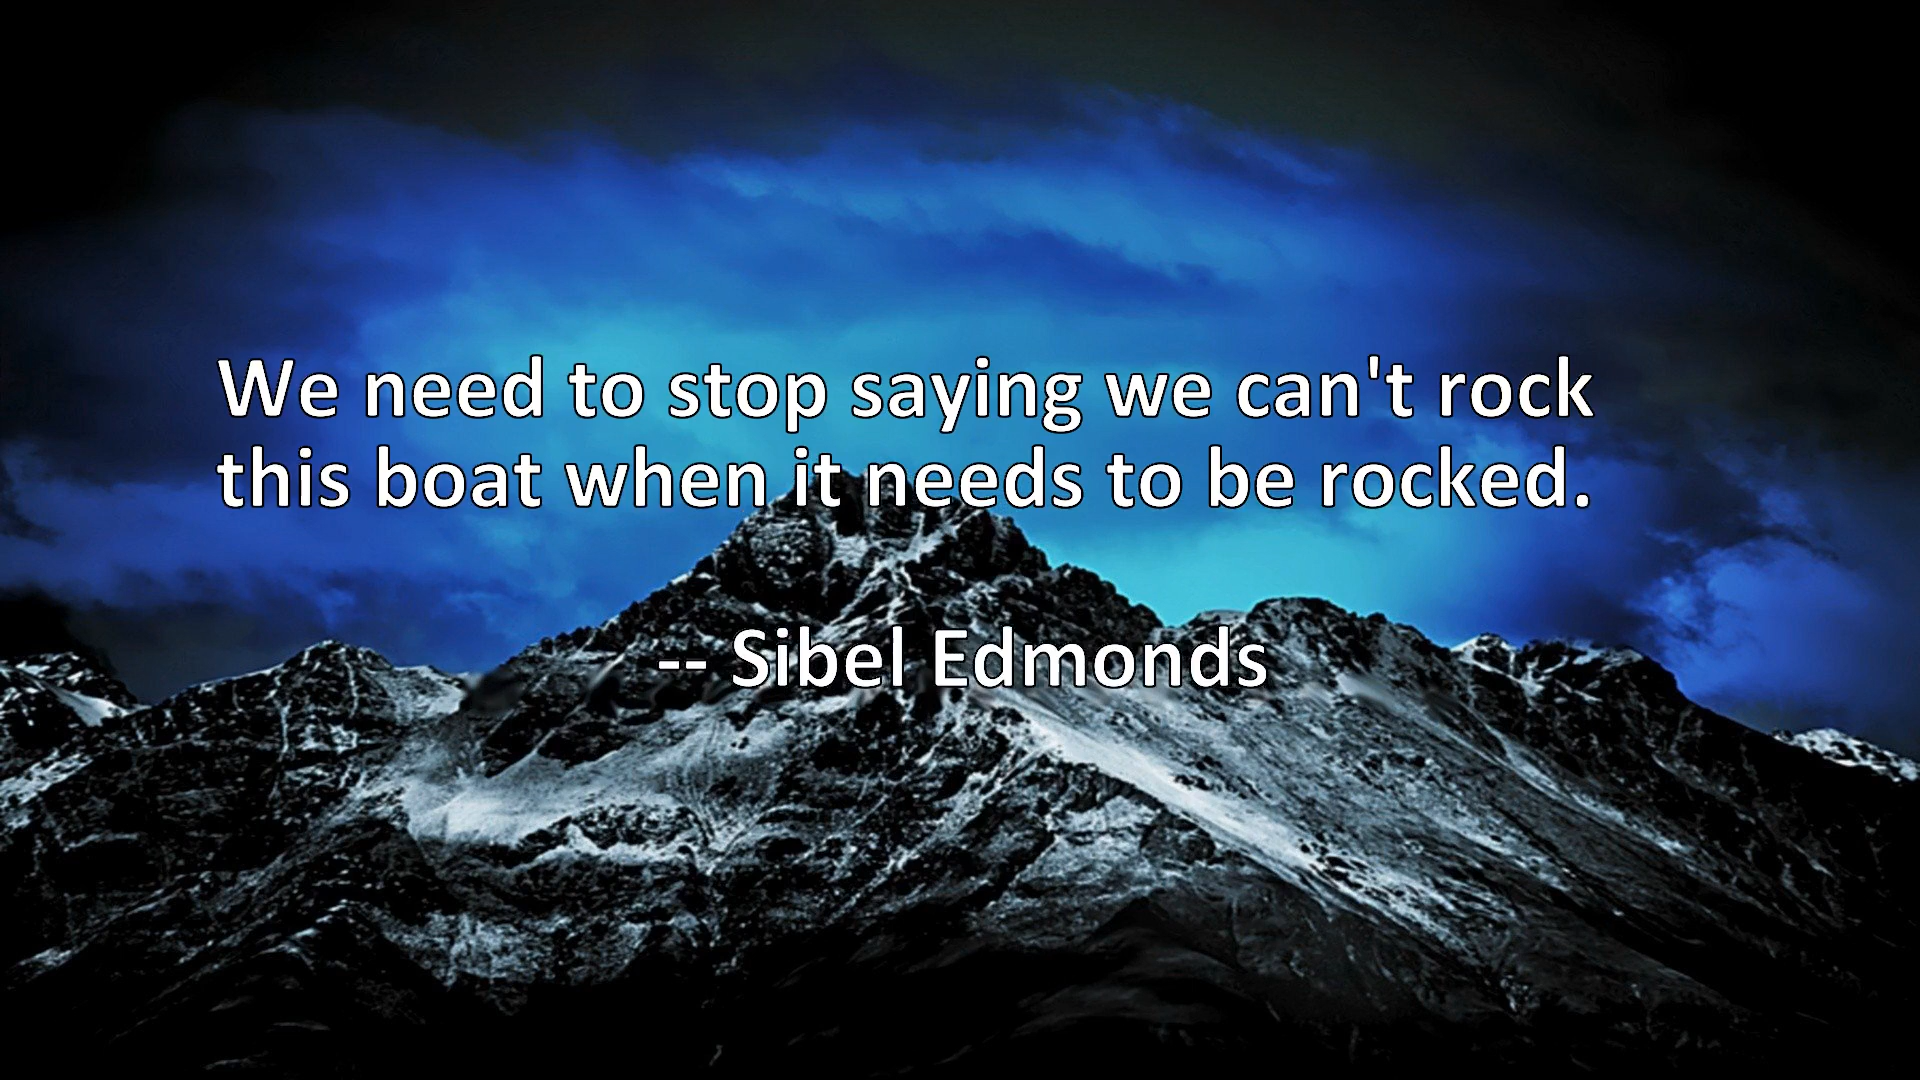 We need to stop saying we can't rock
this boat when it needs to be rocked.
-- Sibel Edmonds